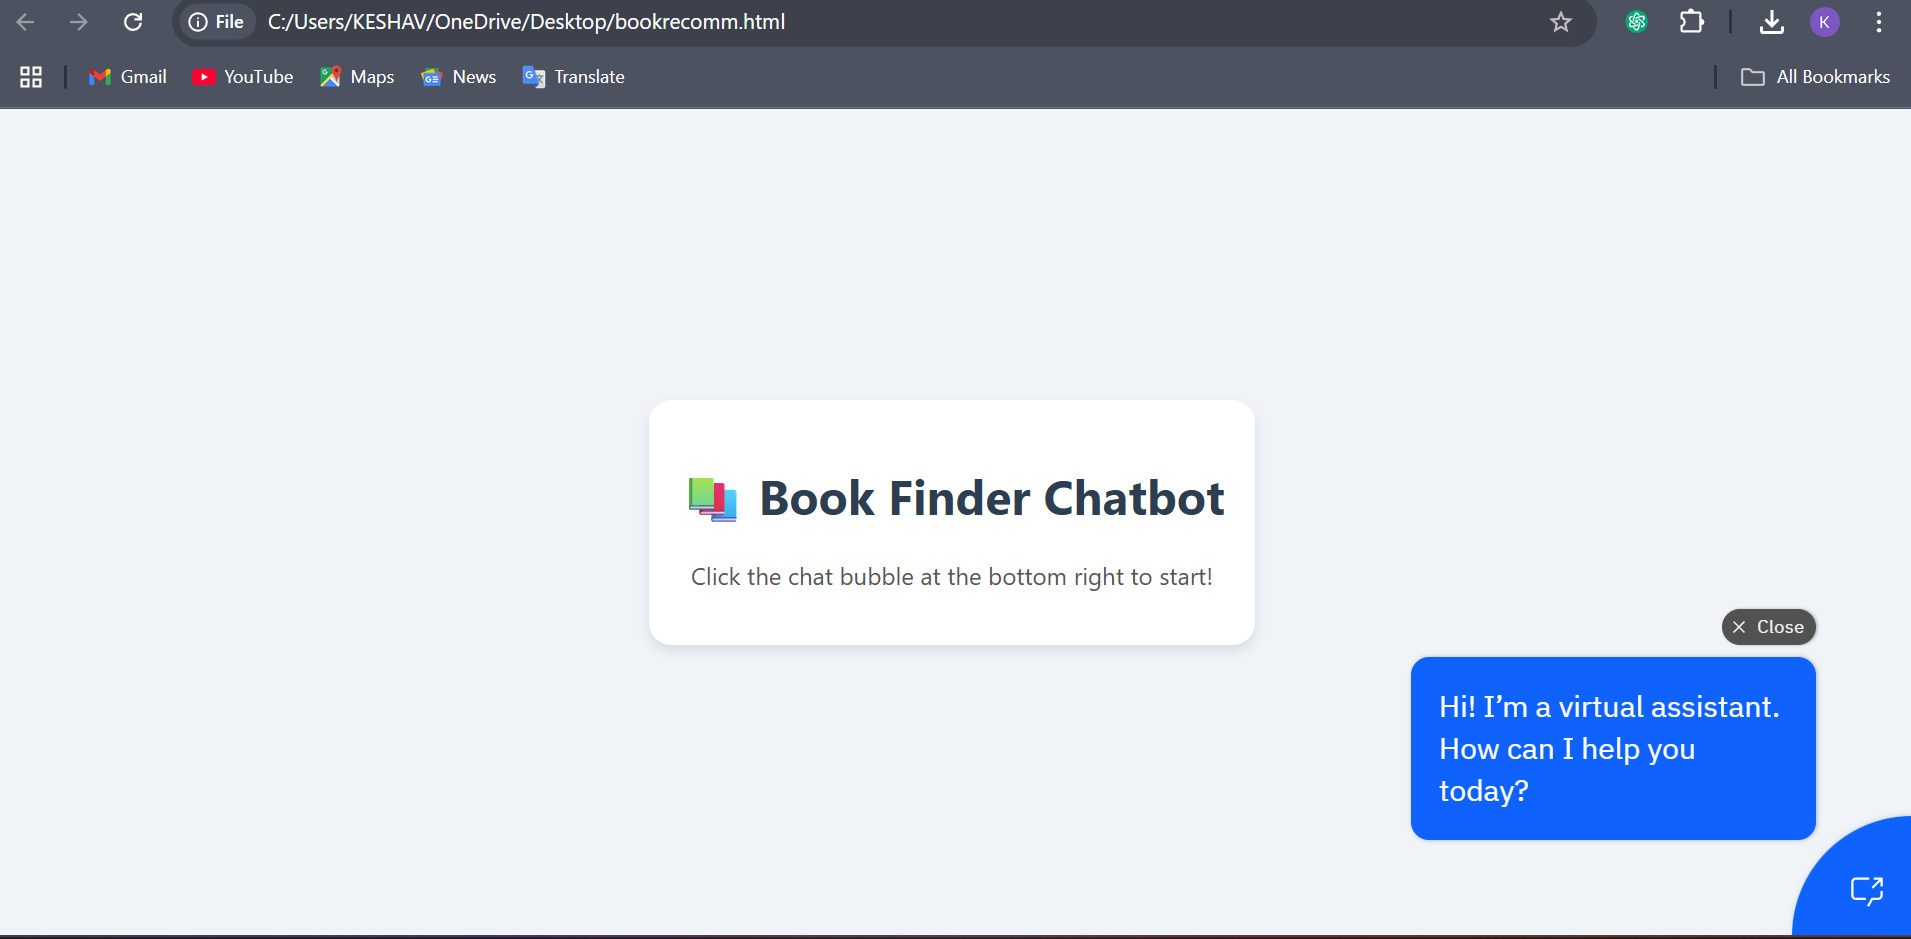 File C:/Users/KESHAV/OneDrive/Desktop/bookrecomm.html K
Gmail YouTube Maps News Translate All Bookmarks
Book Finder Chatbot
Click the chat bubble at the bottom right to start!
Close
Hi! I’m a virtual assistant.
How can I help you
today?